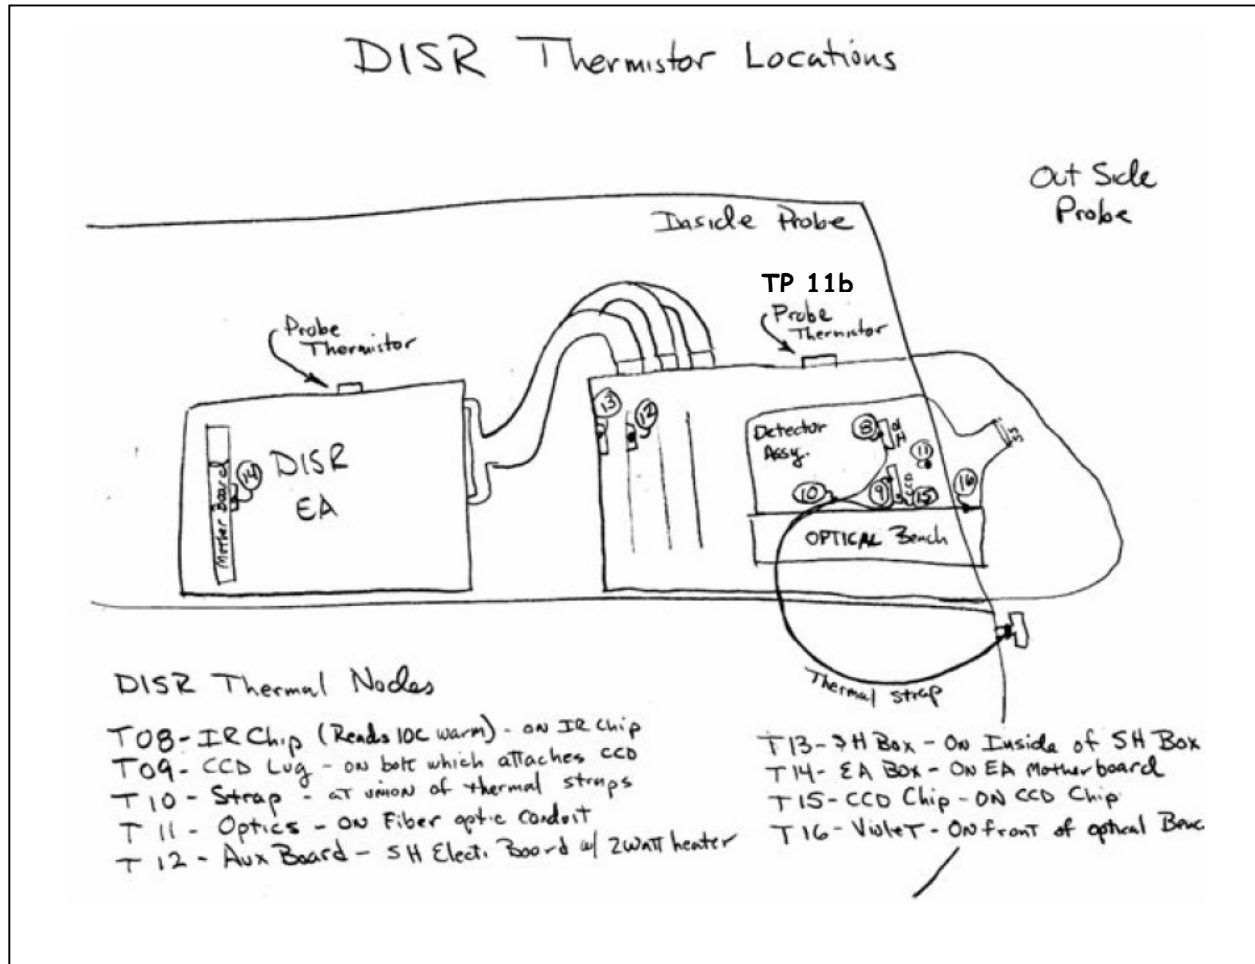 DISR Thermistor Locations
Out Side
Probe
Inside Probe
TP 11b
Probe
Thermistor
Probe
Thermistor
13
12
Detector
Assy.
8
IR
11
16
10
9
CCD
15
OPTICAL Bench
Mother Board
14
DISR
EA
Thermal Strap
DISR Thermal Nodes
T08 - IR Chip (Reads 10C warm) - on IR chip
T09 - CCD Lug - on bolt which attaches CCD
T10 - Strap - at union of thermal straps
T11 - Optics - ON Fiber optic conduit
T12 - Aux Board - SH Elect. Board w/ 2watt heater
T13 - SH Box - On Inside of SH Box
T14 - EA Box - ON EA Motherboard
T15 - CCD Chip - ON CCD Chip
T16 - Violet - On front of optical Benc